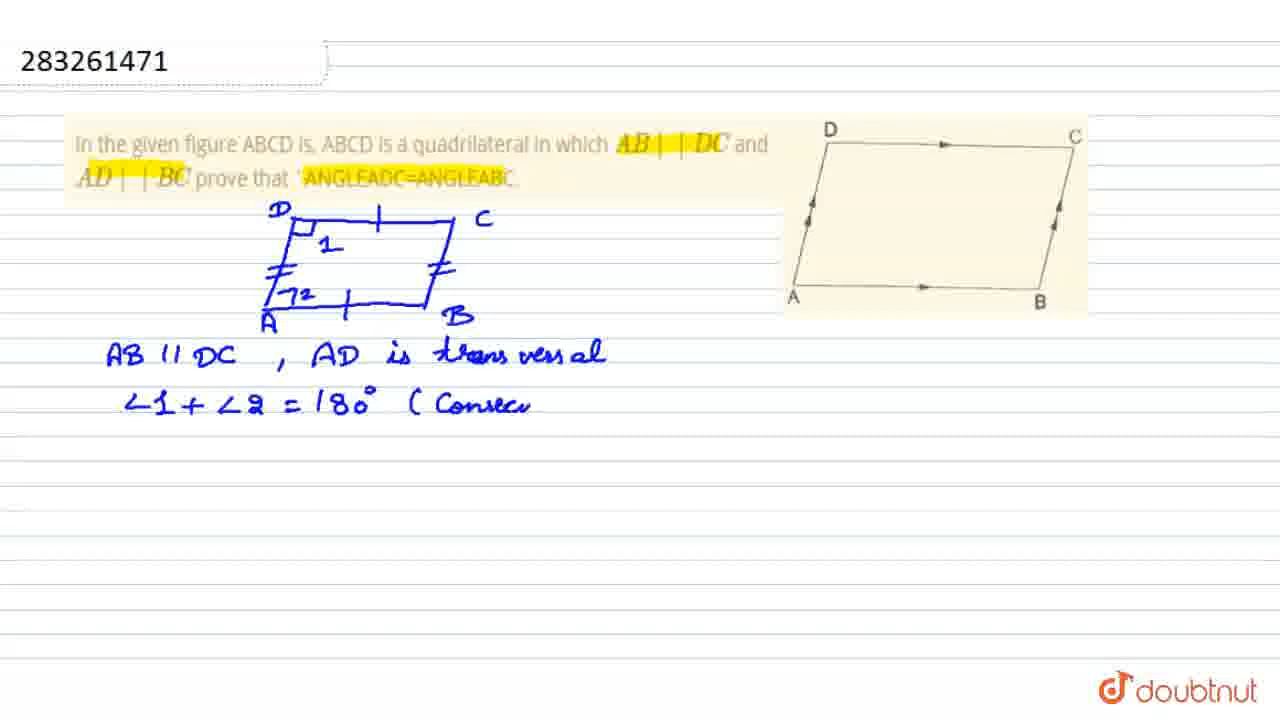 283261471
In the given figure ABCD is, ABCD is a quadrilateral in which AB||DC and
AD||BC prove that `ANGLEADC=ANGLEABC.
D C
A B
D C
1
2
A B
AB || DC , AD is transversal
∠1 + ∠2 = 180° ( Consec
doubtnut